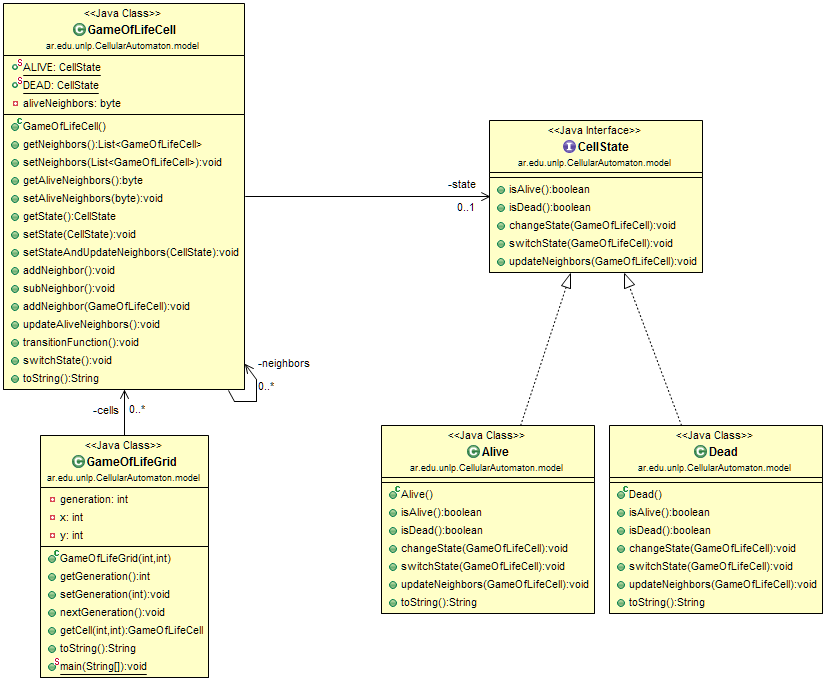 <<Java Class>>
GameOfLifeCell
ar.edu.unlp.CellularAutomaton.model
ALIVE: CellState
DEAD: CellState
aliveNeighbors: byte
GameOfLifeCell()
getNeighbors():List<GameOfLifeCell>
setNeighbors(List<GameOfLifeCell>):void
getAliveNeighbors():byte
setAliveNeighbors(byte):void
getState():CellState
setState(CellState):void
setStateAndUpdateNeighbors(CellState):void
addNeighbor():void
subNeighbor():void
addNeighbor(GameOfLifeCell):void
updateAliveNeighbors():void
transitionFunction():void
switchState():void
toString():String
-state
0..1
<<Java Interface>>
CellState
ar.edu.unlp.CellularAutomaton.model
isAlive():boolean
isDead():boolean
changeState(GameOfLifeCell):void
switchState(GameOfLifeCell):void
updateNeighbors(GameOfLifeCell):void
-neighbors
0..*
-cells
0..*
<<Java Class>>
GameOfLifeGrid
ar.edu.unlp.CellularAutomaton.model
generation: int
x: int
y: int
GameOfLifeGrid(int,int)
getGeneration():int
setGeneration(int):void
nextGeneration():void
getCell(int,int):GameOfLifeCell
toString():String
main(String[]):void
<<Java Class>>
Alive
ar.edu.unlp.CellularAutomaton.model
Alive()
isAlive():boolean
isDead():boolean
changeState(GameOfLifeCell):void
switchState(GameOfLifeCell):void
updateNeighbors(GameOfLifeCell):void
toString():String
<<Java Class>>
Dead
ar.edu.unlp.CellularAutomaton.model
Dead()
isAlive():boolean
isDead():boolean
changeState(GameOfLifeCell):void
switchState(GameOfLifeCell):void
updateNeighbors(GameOfLifeCell):void
toString():String